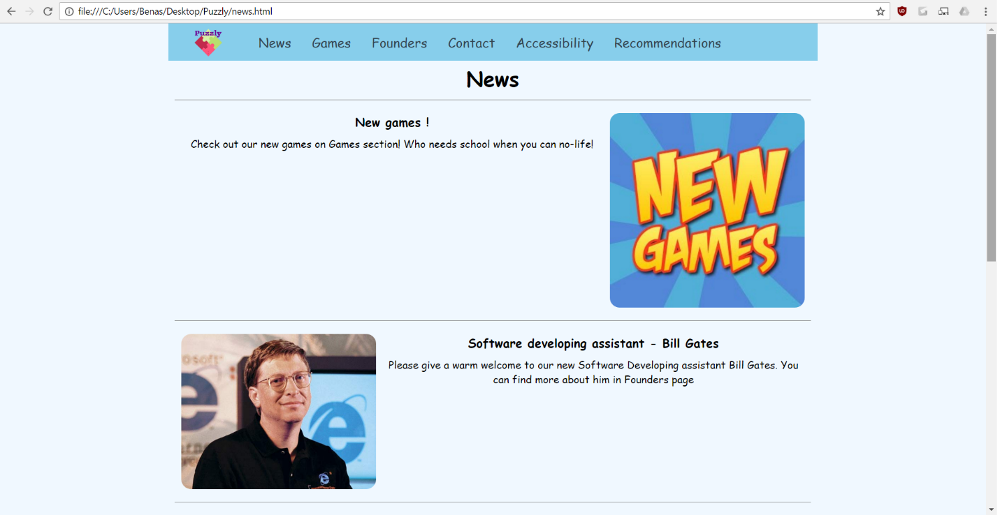 file:///C:/Users/Benas/Desktop/Puzzly/news.html
Puzzly
News Games Founders Contact Accessibility Recommendations
News
New games !
Check out our new games on Games section! Who needs school when you can no-life!
NEW
GAMES
Software developing assistant - Bill Gates
Please give a warm welcome to our new Software Developing assistant Bill Gates. You
can find more about him in Founders page
osoft